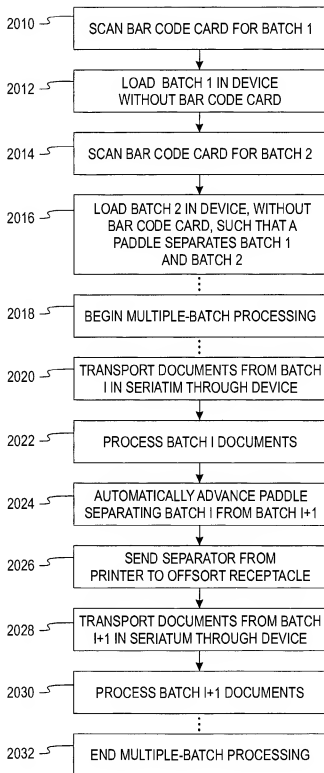 2010
SCAN BAR CODE CARD FOR BATCH 1
2012
LOAD BATCH 1 IN DEVICE
WITHOUT BAR CODE CARD
2014
SCAN BAR CODE CARD FOR BATCH 2
2016
LOAD BATCH 2 IN DEVICE, WITHOUT
BAR CODE CARD, SUCH THAT A
PADDLE SEPARATES BATCH 1
AND BATCH 2
2018
BEGIN MULTIPLE-BATCH PROCESSING
2020
TRANSPORT DOCUMENTS FROM BATCH
I IN SERIATIM THROUGH DEVICE
2022
PROCESS BATCH I DOCUMENTS
2024
AUTOMATICALLY ADVANCE PADDLE
SEPARATING BATCH I FROM BATCH I+1
2026
SEND SEPARATOR FROM
PRINTER TO OFFSORT RECEPTACLE
2028
TRANSPORT DOCUMENTS FROM BATCH
I+1 IN SERIATUM THROUGH DEVICE
2030
PROCESS BATCH I+1 DOCUMENTS
2032
END MULTIPLE-BATCH PROCESSING